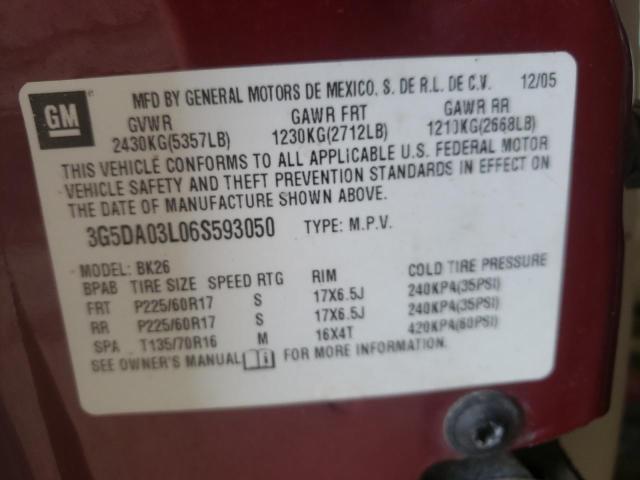 GM
MFD BY GENERAL MOTORS DE MEXICO, S. DE R.L. DE C.V. 12/05
GVWR GAWR FRT GAWR RR
2430KG(5357LB) 1230KG(2712LB) 1210KG(2668LB)
THIS VEHICLE CONFORMS TO ALL APPLICABLE U.S. FEDERAL MOTOR
VEHICLE SAFETY AND THEFT PREVENTION STANDARDS IN EFFECT ON
THE DATE OF MANUFACTURE SHOWN ABOVE.
3G5DA03L06S593050 TYPE: M.P.V.
MODEL: BK26
BPAB TIRE SIZE SPEED RTG RIM COLD TIRE PRESSURE
FRT P225/60R17 S 17X6.5J 240KPA(35PSI)
RR P225/60R17 S 17X6.5J 240KPA(35PSI)
SPA T135/70R16 M 16X4T 420KPA(60PSI)
SEE OWNER'S MANUAL FOR MORE INFORMATION.